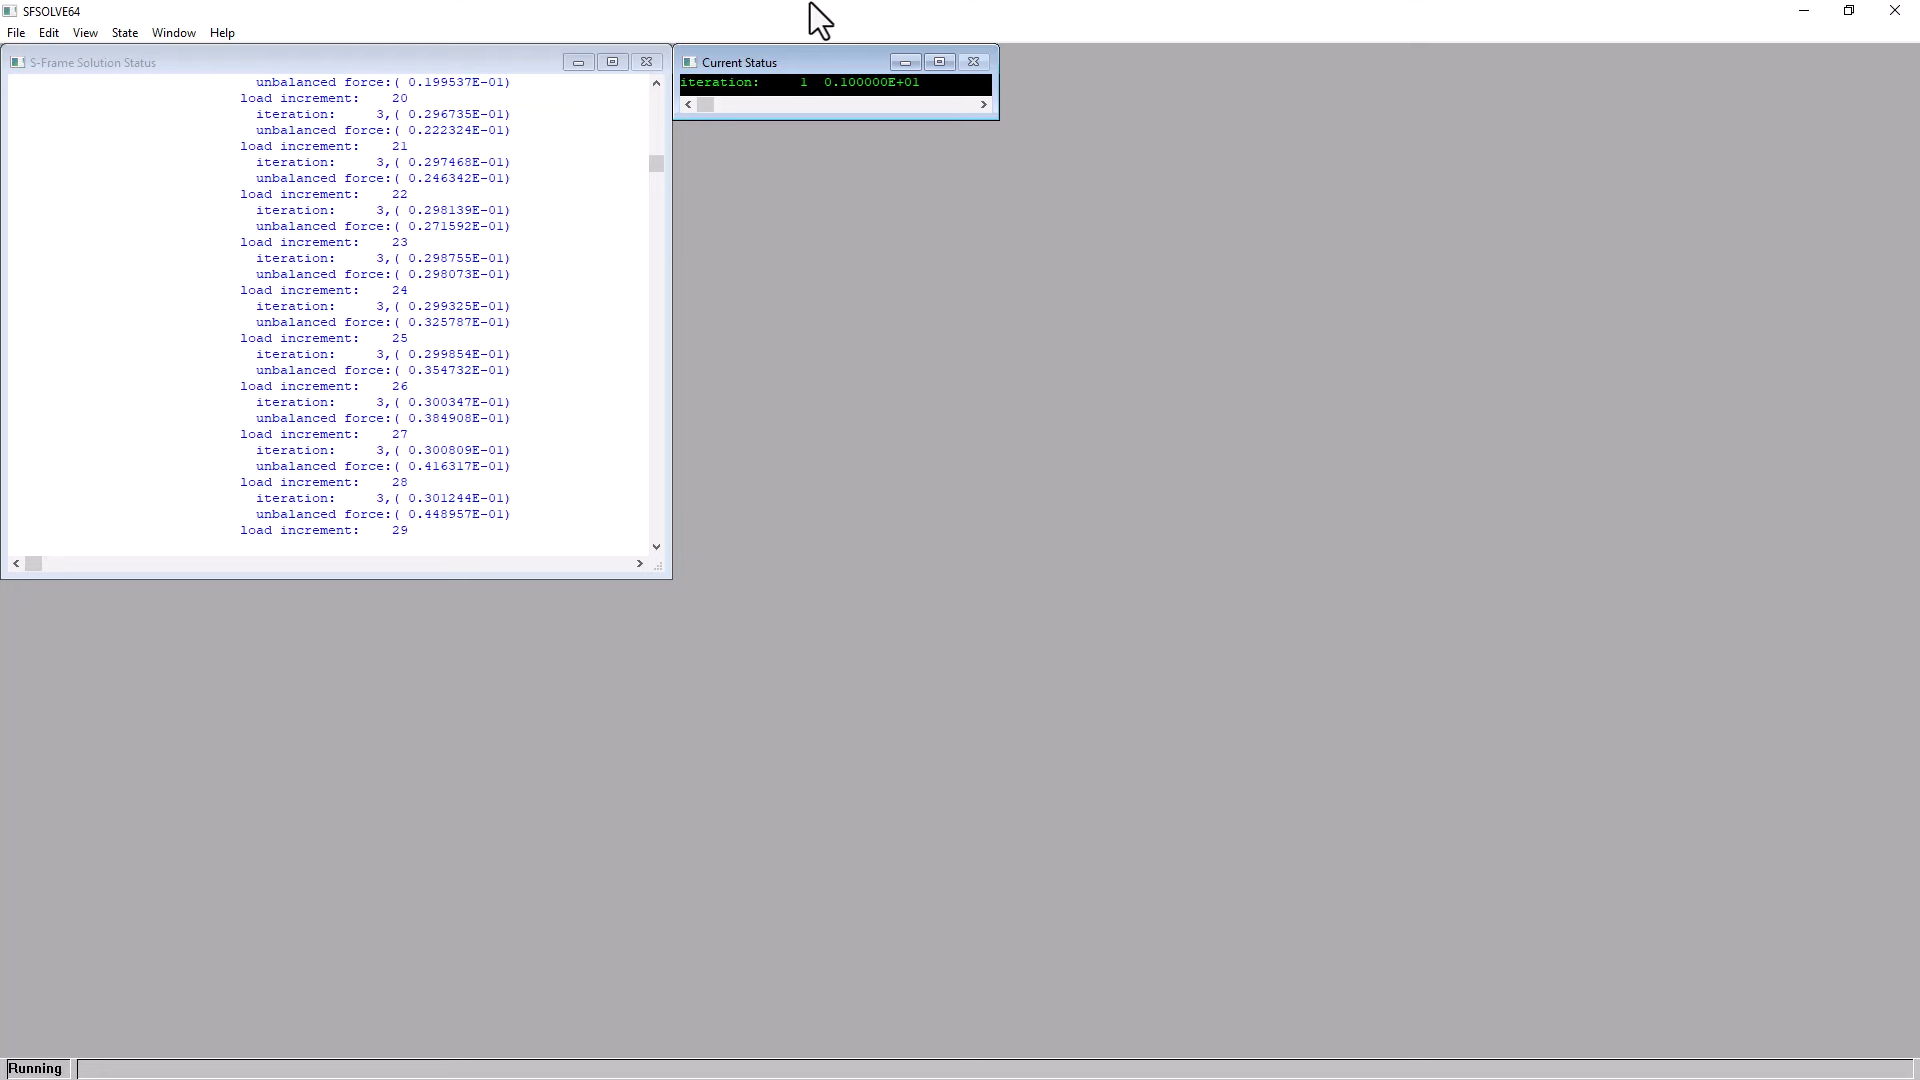 SFSOLVE64
File Edit View State Window Help
S-Frame Solution Status
unbalanced force:( 0.199537E-01)
load increment: 20
iteration: 3,( 0.296735E-01)
unbalanced force:( 0.222324E-01)
load increment: 21
iteration: 3,( 0.297468E-01)
unbalanced force:( 0.246342E-01)
load increment: 22
iteration: 3,( 0.298139E-01)
unbalanced force:( 0.271592E-01)
load increment: 23
iteration: 3,( 0.298755E-01)
unbalanced force:( 0.298073E-01)
load increment: 24
iteration: 3,( 0.299325E-01)
unbalanced force:( 0.325787E-01)
load increment: 25
iteration: 3,( 0.299854E-01)
unbalanced force:( 0.354732E-01)
load increment: 26
iteration: 3,( 0.300347E-01)
unbalanced force:( 0.384908E-01)
load increment: 27
iteration: 3,( 0.300809E-01)
unbalanced force:( 0.416317E-01)
load increment: 28
iteration: 3,( 0.301244E-01)
unbalanced force:( 0.448957E-01)
load increment: 29
Current Status
iteration: 1 0.100000E+01
Running